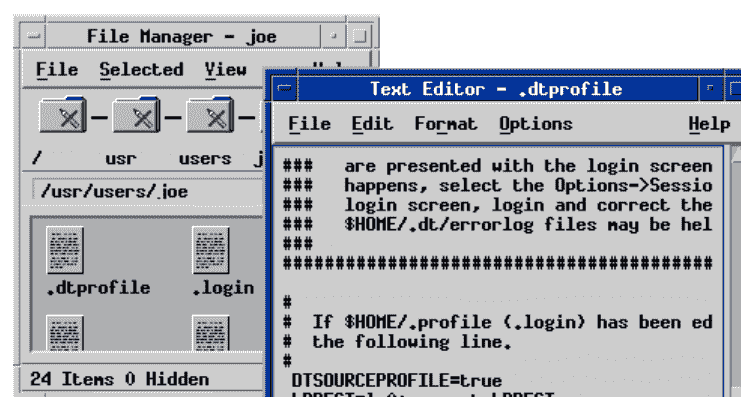 File Manager - joe
File Selected View
/ usr users
/usr/users/joe
.dtprofile .login
24 Items 0 Hidden
Text Editor - .dtprofile
File Edit Format Options Help
### are presented with the login screen
### happens, select the Options->Sessio
### login screen, login and correct the
### $HOME/.dt/errorlog files may be hel
###
###########################################
#
# If $HOME/.profile (.login) has been ed
# the following line.
#
DTSOURCEPROFILE=true